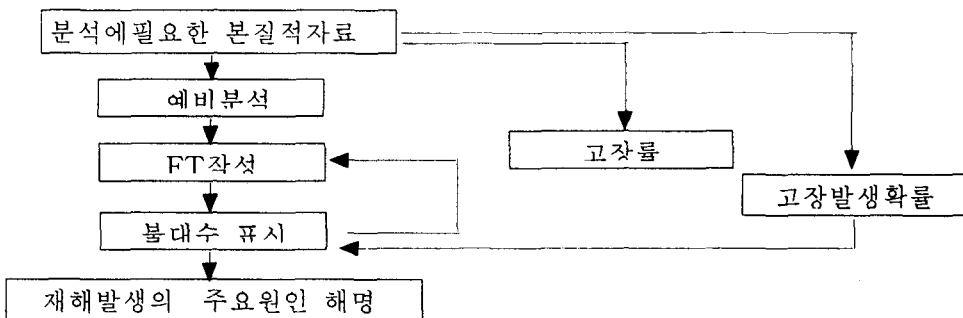 분석에필요한 본질적자료
예비분석
FT작성
고장률
고장발생확률
불대수 표시
재해발생의 주요원인 해명